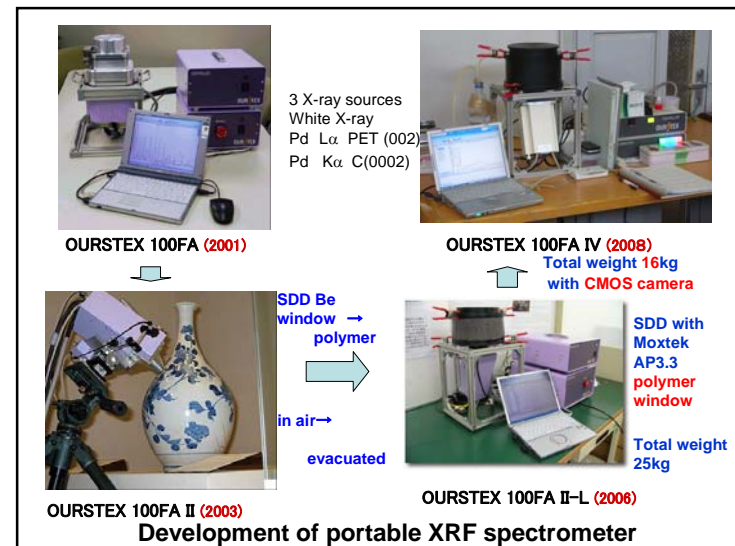 3 X-ray sources
White X-ray
Pd Lα PET (002)
Pd Kα C(0002)
OURSTEX 100FA (2001)
OURSTEX 100FA IV (2008)
Total weight 16kg
with CMOS camera
SDD Be
window →
polymer
in air→
evacuated
SDD with
Moxtek
AP3.3
polymer
window
Total weight
25kg
OURSTEX 100FA II (2003)
OURSTEX 100FA II-L (2006)
Development of portable XRF spectrometer